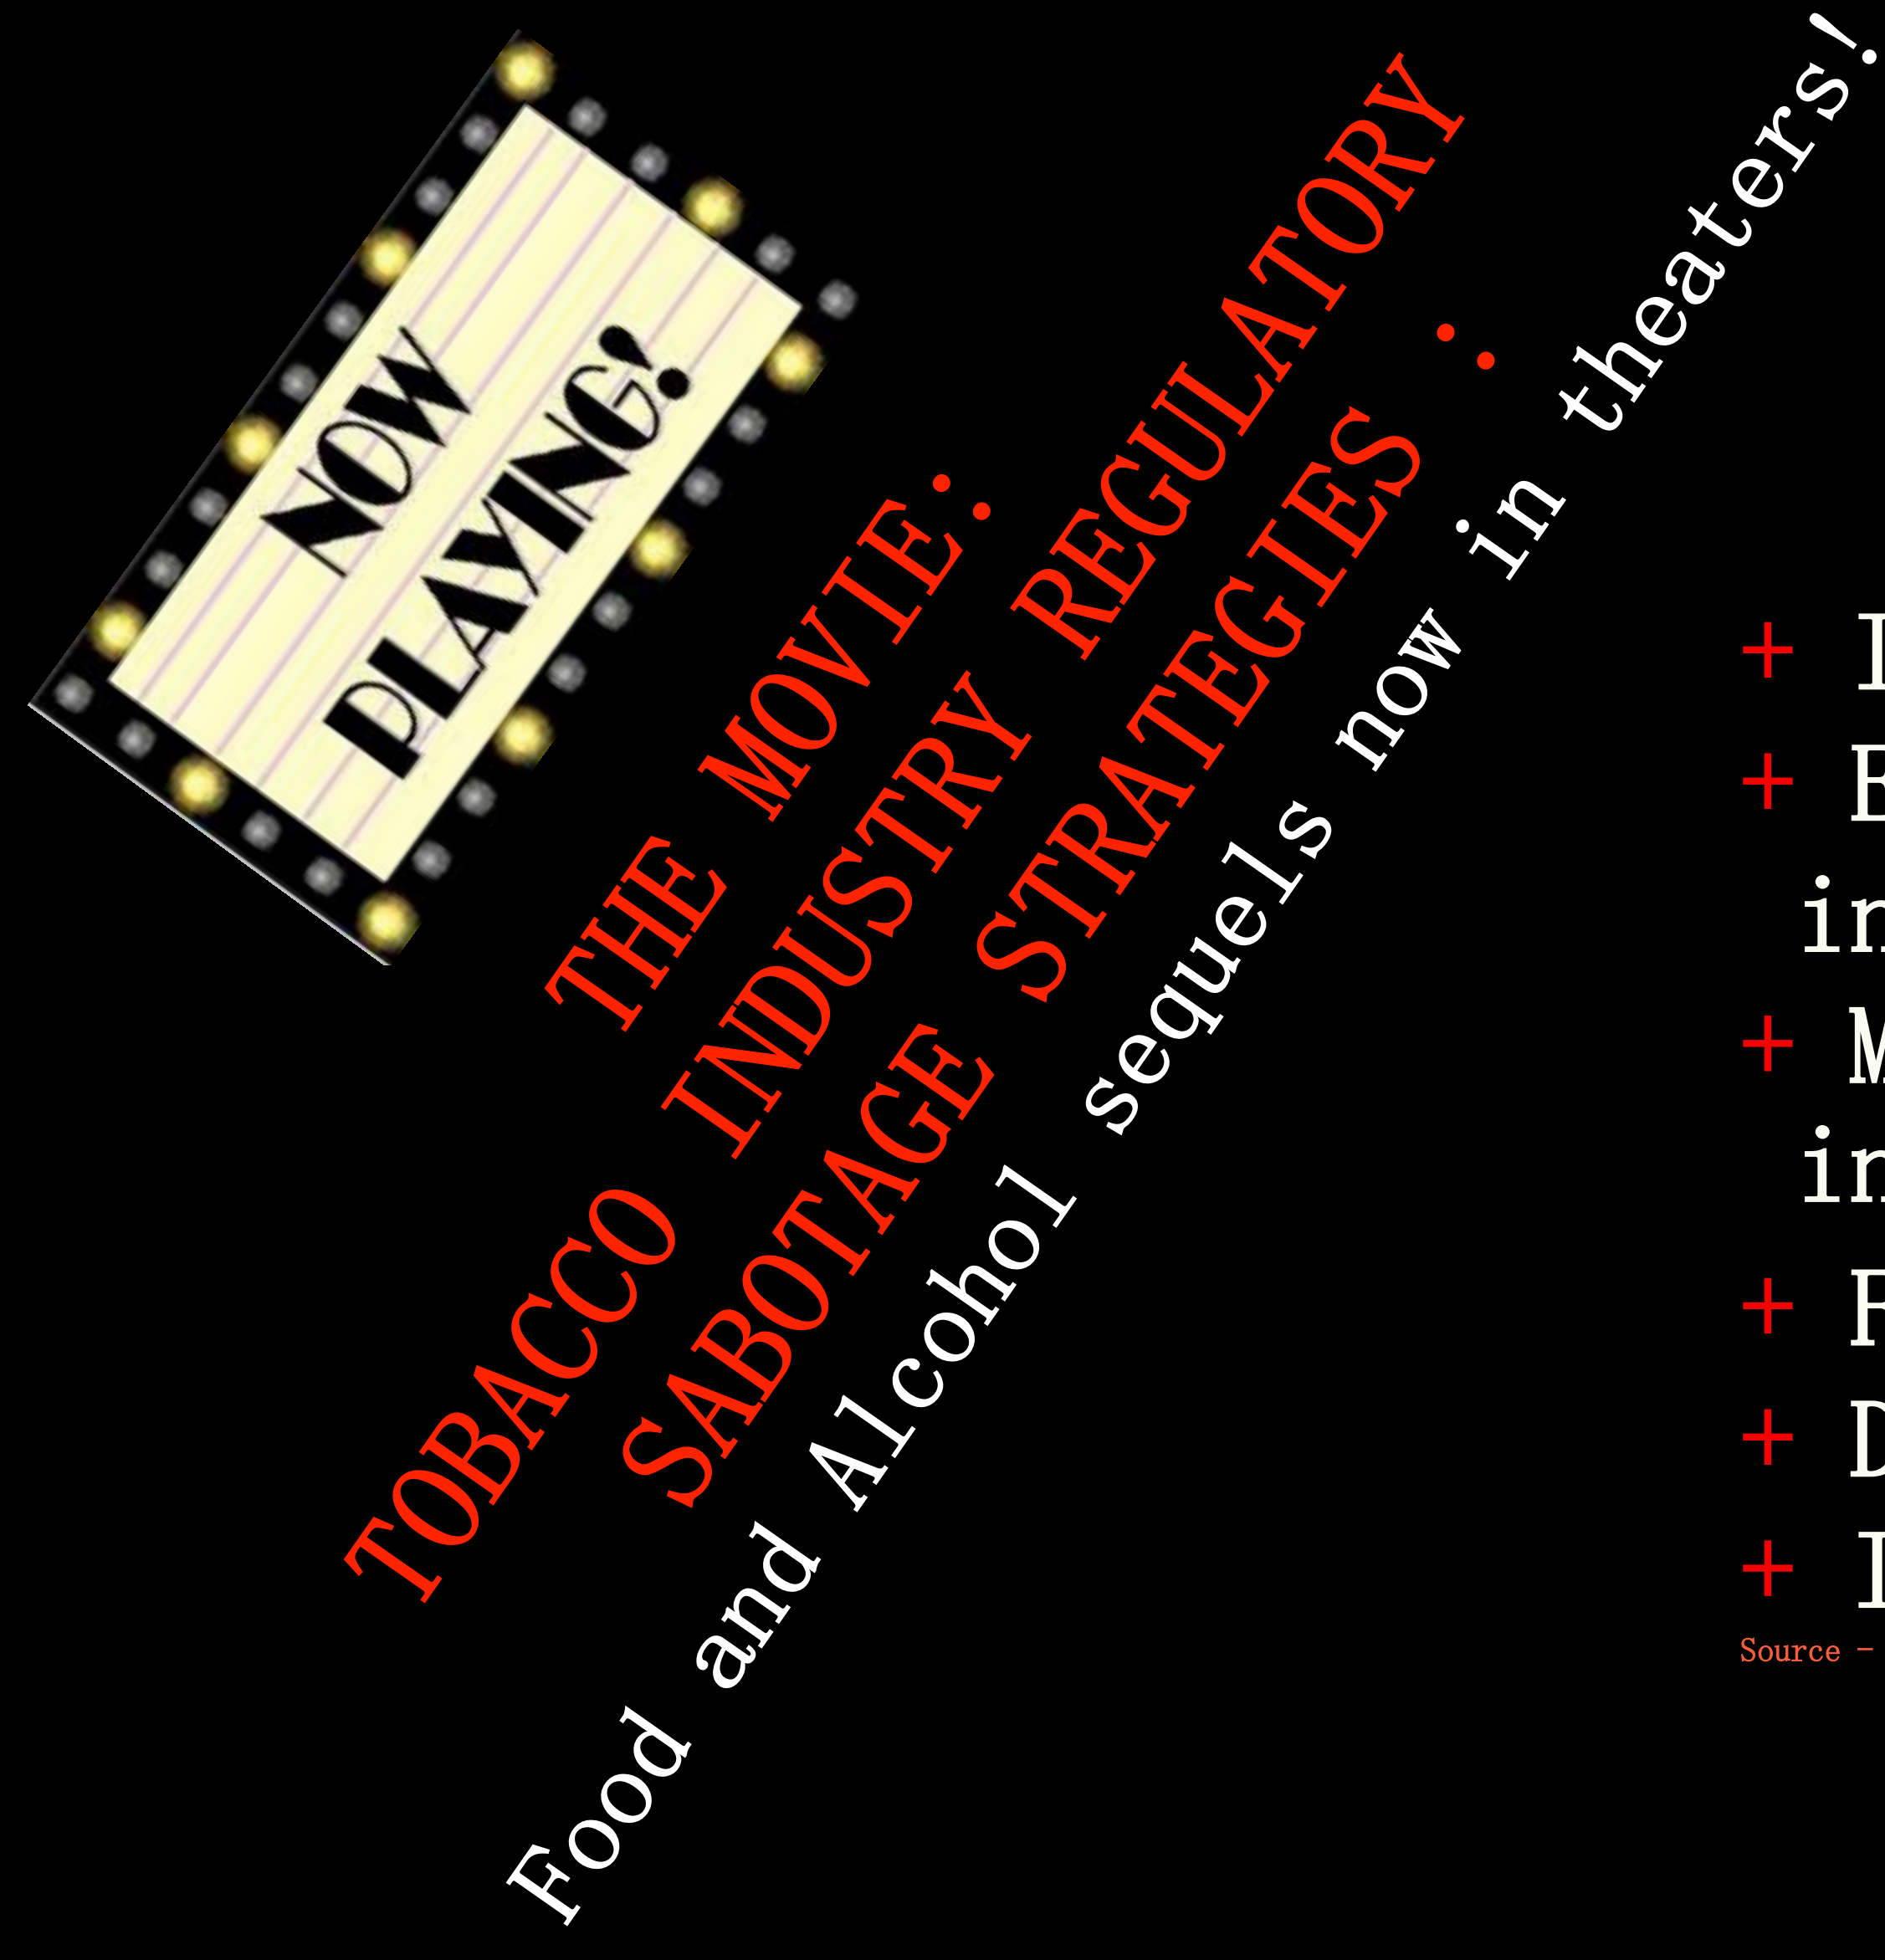 NOW
PLAYING!
THE MOVIE:
TOBACCO INDUSTRY REGULATORY
SABOTAGE STRATEGIES :
Food and Alcohol sequels now in theaters!
+
+
in
+
in
+
+
+
Source -